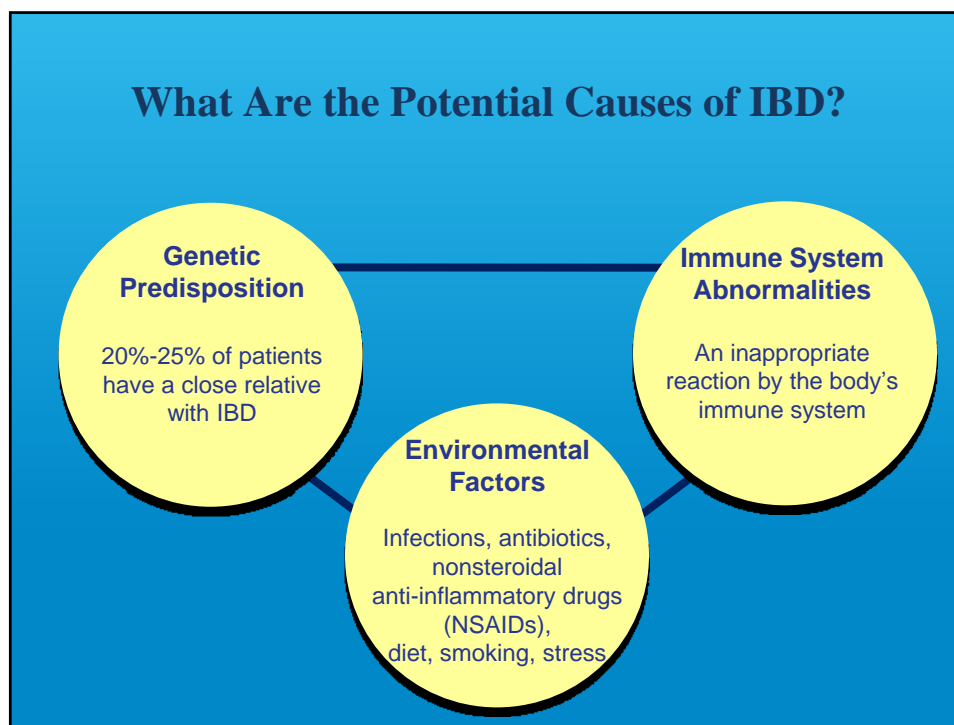 What Are the Potential Causes of IBD?
Genetic
Predisposition
20%-25% of patients
have a close relative
with IBD
Immune System
Abnormalities
An inappropriate
reaction by the body’s
immune system
Environmental
Factors
Infections, antibiotics,
nonsteroidal
anti-inflammatory drugs
(NSAIDs),
diet, smoking, stress